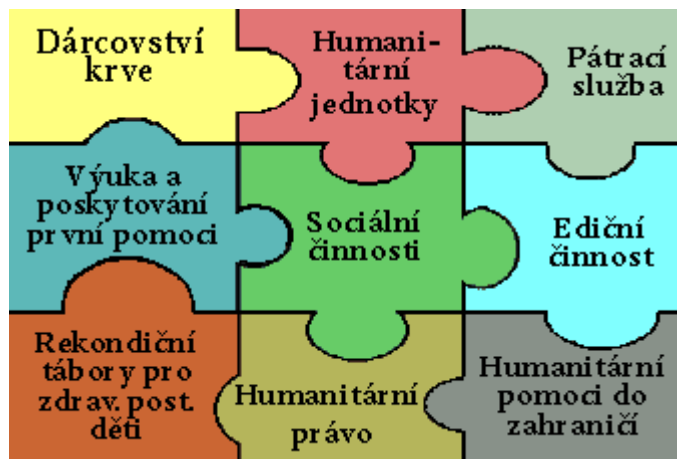 Dárcovství
krve
Humani-
tární
jednotky
Pátrací
služba
Výuka a
poskytování
první pomoci
Sociální
činnosti
Ediční
činnost
Rekondiční
tábory pro
zdrav. post.
děti
Humanitární
právo
Humanitární
pomoci do
zahraničí